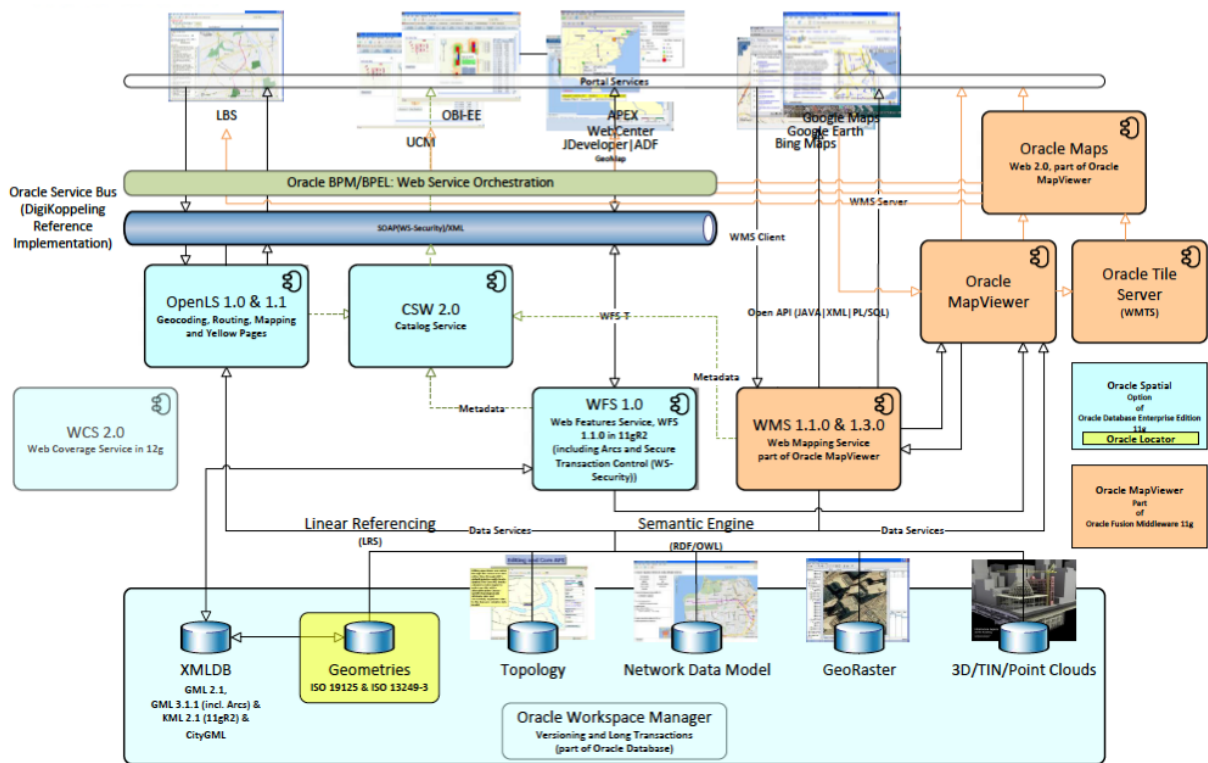 Portal Services
LBS
OBI-EE
UCM
APEX
WebCenter
JDeveloper|ADF
GeoMap
Google Maps
Google Earth
Bing Maps
Oracle Maps
Web 2.0, part of Oracle
MapViewer
Oracle BPM/BPEL: Web Service Orchestration
Oracle Service Bus
(DigiKoppeling
Reference
Implementation)
SOAP(WS-Security)/XML
WMS Server
WMS Client
OpenLS 1.0 & 1.1
Geocoding, Routing, Mapping
and Yellow Pages
CSW 2.0
Catalog Service
WFS-T
Open API (JAVA|XML|PL/SQL)
Oracle
MapViewer
Oracle Tile
Server
(WMTS)
Metadata
Metadata
WCS 2.0
Web Coverage Service in 12g
WFS 1.0
Web Features Service, WFS
1.1.0 in 11gR2
(including Arcs and Secure
Transaction Control (WS-
Security))
WMS 1.1.0 & 1.3.0
Web Mapping Service
part of Oracle MapViewer
Oracle Spatial
Option
of
Oracle Database Enterprise Edition
11g
Oracle Locator
Oracle MapViewer
Part
of
Oracle Fusion Middleware 11g
Linear Referencing
(LRS)
Data Services
Semantic Engine
(RDF/OWL)
Data Services
XMLDB
GML 2.1,
GML 3.1.1 (incl. Arcs) &
KML 2.1 (11gR2) &
CityGML
Geometries
ISO 19125 & ISO 13249-3
Topology
Network Data Model
GeoRaster
3D/TIN/Point Clouds
Oracle Workspace Manager
Versioning and Long Transactions
(part of Oracle Database)